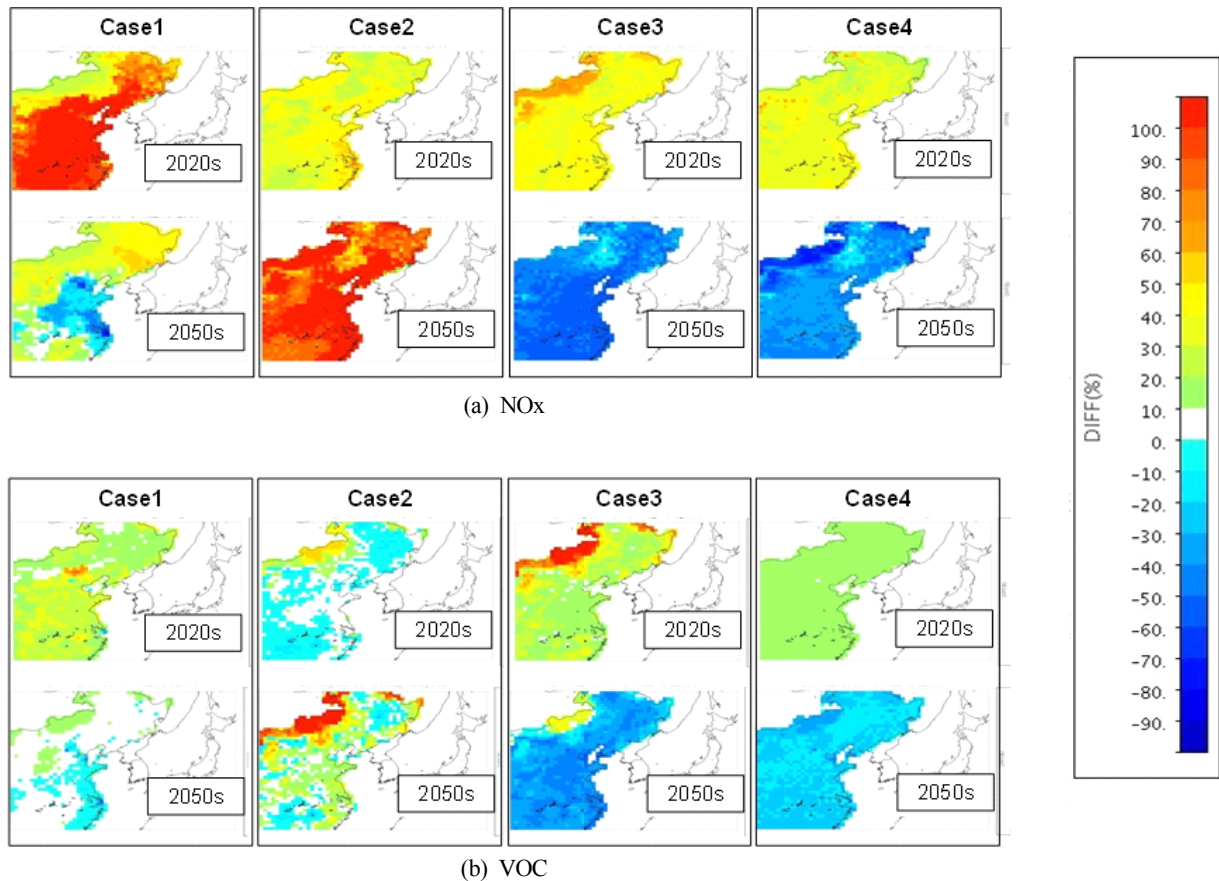 Case1 Case2 Case3 Case4
2020s 2020s 2020s 2020s
2050s 2050s 2050s 2050s
(a) NOx
Case1 Case2 Case3 Case4
2020s 2020s 2020s 2020s
2050s 2050s 2050s 2050s
(b) VOC
DIFF(%)
100.
90.
80.
70.
60.
50.
40.
30.
20.
10.
0.
-10.
-20.
-30.
-40.
-50.
-60.
-70.
-80.
-90.